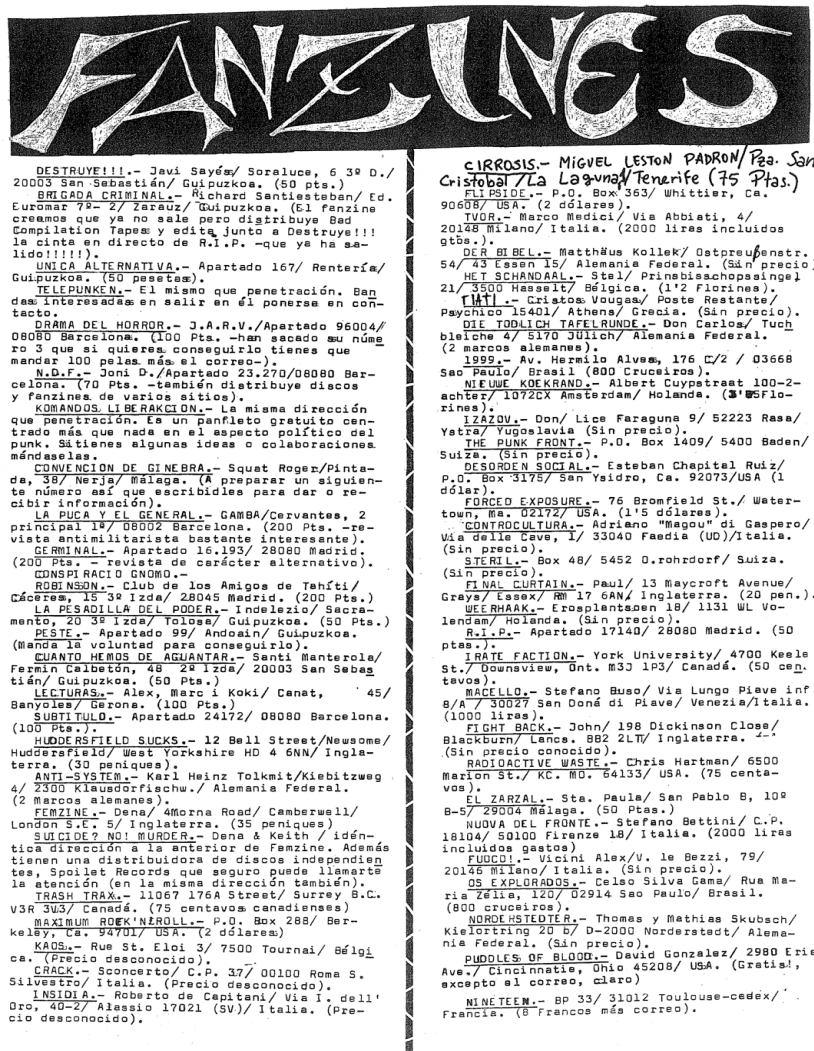 FANZINES
DESTRUYE!!!.- Javi Sayés/ Soraluce, 6 3º D./
20003 San Sebastián/ Guipuzkoa. (50 pts.)
BRIGADA CRIMINAL.- Richard Santiesteban/ Ed.
Euromar 7º- 2/ Zarauz/ Guipuzkoa. (El fanzine
creamos que ya no sale pero distribuye Bad
Compilation Tapes y edita junto a Destruye!!!
la cinta en directo de R.I.P. -que ya ha sa-
lido!!!!!).
UNICA ALTERNATIVA.- Apartado 167/ Rentería/
Guipuzkoa. (50 pesetas).
TELEPUNKEN.- El mismo que penetración. Ban
das interesadas en salir en él ponerse en con-
tacto.
DRAMA DEL HORROR.- J.A.R.V./Apartado 96004/
08080 Barcelona. (100 Pts. -han sacado su núme
ro 3 que si quieres conseguirlo tienes que
mandar 100 pelas más el correo-).
N.D.F.- Joni D./Apartado 23.270/08080 Bar-
celona. (70 Pts. -también distribuye discos
y fanzines de varios sitios).
KOMANDOS LIBERAKCION.- La misma dirección
que penetración. Es un panfleto gratuito cen-
trado más que nada en el aspecto político del
punk. Si tienes algunas ideas o colaboraciones
mándaselas.
CONVENCION DE GINEBRA.- Squat Roger/Pinta-
da, 38/ Nerja/ Málaga. (A preparar un siguien-
te número así que escribidles para dar o re-
cibir información).
LA PUCA Y EL GENERAL.- GAMBA/Cervantes, 2
principal 1ª/ 08002 Barcelona. (200 Pts. -re-
vista antimilitarista bastante interesante).
GERMINAL.- Apartado 16.193/ 28080 Madrid.
(200 Pts. - revista de carácter alternativo).
CONSPIRACIO GNOMO.-
ROBINSON.- Club de los Amigos de Tahíti/
Cáceres, 15 3º Izda/ 28045 Madrid. (200 Pts.)
LA PESADILLA DEL PODER.- Indelezio/ Sacra-
mento, 20 3º Izda/ Tolosa/ Guipuzkoa. (50 Pts.)
PESTE.- Apartado 99/ Andoain/ Guipuzkoa.
(Manda la voluntad para conseguirlo).
CUANTO HEMOS DE AGUANTAR.- Santi Manterola/
Fermin Calbetón, 48 2º Izda/ 20003 San Sebas
tián/ Guipuzkoa. (50 Pts.)
LECTURAS.- Alex, Marc i Koki/ Canat, 45/
Banyoles/ Gerona. (100 Pts.)
SUBTITULO.- Apartado 24172/ 08080 Barcelona.
(100 Pts.).
HUDDERSFIELD SUCKS.- 12 Bell Street/Newsome/
Huddersfield/ West Yorkshire HD 4 6NN/ Ingla-
terra. (30 peniques).
ANTI-SYSTEM.- Karl Heinz Tolkmit/Kiebitzweg
4/ 2300 Klausdorfischw./ Alemania Federal.
(2 Marcos alemanes).
FEMZINE.- Dena/ 4Morna Road/ Camberwell/
London S.E. 5/ Inglaterra. (35 peniques)
SUICIDE? NO! MURDER.- Dena & Keith / idén-
tica dirección a la anterior de Femzine. Además
tienen una distribuidora de discos independien
tes, Spoilet Records que seguro puede llamarte
la atención (en la misma dirección también).
TRASH TRAX.- 11067 176A Street/ Surrey B.C.
V3R 3W3/ Canadá. (75 centavos canadienses)
MAXIMUM ROCK'N'ROLL.- P.O. Box 288/ Ber-
keley, Ca. 94701/ USA. (2 dólares)
KAOS.- Rue St. Eloi 3/ 7500 Tournai/ Bélgi
ca. (Precio desconocido).
CRACK.- Sconcerto/ C.P. 37/ 00100 Roma S.
Silvestro/ Italia. (Precio desconocido).
INSIDIA.- Roberto de Capitani/ Via I. dell'
Oro, 40-2/ Alassio 17021 (SV)/ Italia. (Pre-
cio desconocido).
CIRROSIS.- MIGUEL LESTON PADRON/ Pza. San
Cristobal /La Laguna/ Tenerife (75 Ptas.)
FLIPSIDE.- P.O. Box 363/ Whittier, Ca.
90608/ USA. (2 dólares).
TVOR.- Marco Medici/ Via Abbiati, 4/
20148 Milano/ Italia. (2000 liras incluidos
gtos.).
DER BIBEL.- Matthäus Kollek/ Ostpreußenstr.
54/ 43 Essen 15/ Alemania Federal. (Sin precio)
HET SCHANDAAL.- Stel/ Prinsbisschopssingel
21/ 3500 Hasselt/ Bélgica. (1'2 Florines).
.- Cristos Vougas/ Poste Restante/
Psychico 15401/ Athens/ Grecia. (Sin precio).
DIE TODLICH TAFELRUNDE.- Don Carlos/ Tuch
bleiche 4/ 5170 Jülich/ Alemania Federal.
(2 marcos alemanes).
1999.- Av. Hermilo Alves, 176 C/2 / 03668
Sao Paulo/ Brasil (800 Cruceiros).
NIEUWE KOEKRAND.- Albert Cuypstraat 100-2-
achter/ 1072CX Amsterdam/ Holanda. (Flo-
rines).
IZAZOV.- Don/ Lice Faraguna 9/ 52223 Rasa/
Yatra/ Yugoslavia (Sin precio).
THE PUNK FRONT.- P.O. Box 1409/ 5400 Baden/
Suiza. (Sin precio).
DESORDEN SOCIAL.- Esteban Chapital Ruiz/
P.O. Box 3175/ San Ysidro, Ca. 92073/USA (1
dólar).
FORCED EXPOSURE.- 76 Bromfield St./ Water-
town, Ma. 02172/ USA. (1'5 dólares).
CONTROCULTURA.- Adriano "Magou" di Gaspero/
Via delle Cave, 1/ 33040 Faedia (UD)/Italia.
(Sin precio).
STERIL.- Box 48/ 5452 O.rohrdorf/ Suiza.
(Sin precio).
FINAL CURTAIN.- Paul/ 13 Maycroft Avenue/
Grays/ Essex/ RM 17 6AN/ Inglaterra. (20 pen.).
WEERHAAK.- Erosplantsoen 18/ 1131 WL Vo-
lendam/ Holanda. (Sin precio).
R.I.P.- Apartado 17140/ 28080 Madrid. (50
ptas.).
IRATE FACTION.- York University/ 4700 Keele
St./ Downsview, Ont. M3J 1P3/ Canadá. (50 cen.
tavos).
MACELLO.- Stefano Buso/ Via Lungo Piave inf
8/A / 30027 San Doná di Piave/ Venezia/Italia.
(1000 liras).
FIGHT BACK.- John/ 198 Dickinson Close/
Blackburn/ Lancs. BB2 2LT/ Inglaterra.
(Sin precio conocido).
RADIOACTIVE WASTE.- Chris Hartman/ 6500
Marion St./ KC. MO. 64133/ USA. (75 centa-
vos).
EL ZARZAL.- Sta. Paula/ San Pablo B, 10º
B-5/ 29004 Málaga. (50 Ptas.)
NUOVA DEL FRONTE.- Stefano Bettini/ C.P.
18104/ 50100 Firenze 18/ Italia. (2000 liras
incluidos gastos)
FUOCO!.- Vicini Alex/V. le Bezzi, 79/
20146 Milano/ Italia. (Sin precio).
OS EXPLORADOS.- Celso Silva Gama/ Rue Ma-
ria Zélia, 120/ 02914 Sao Paulo/ Brasil.
(800 cruceiros).
NORDERSTEDTER.- Thomas y Mathias Skubsch/
Kielortring 20 b/ D-2000 Norderstedt/ Alema-
nia Federal. (Sin precio).
PUDDLES OF BLOOD.- David Gonzalez/ 2980 Erie
Ave./ Cincinnatie, Ohio 45208/ USA. (Gratis!,
excepto el correo, claro)
NINETEEN.- BP 33/ 31012 Toulouse-cedex/
Francia. (8 Francos más correo).